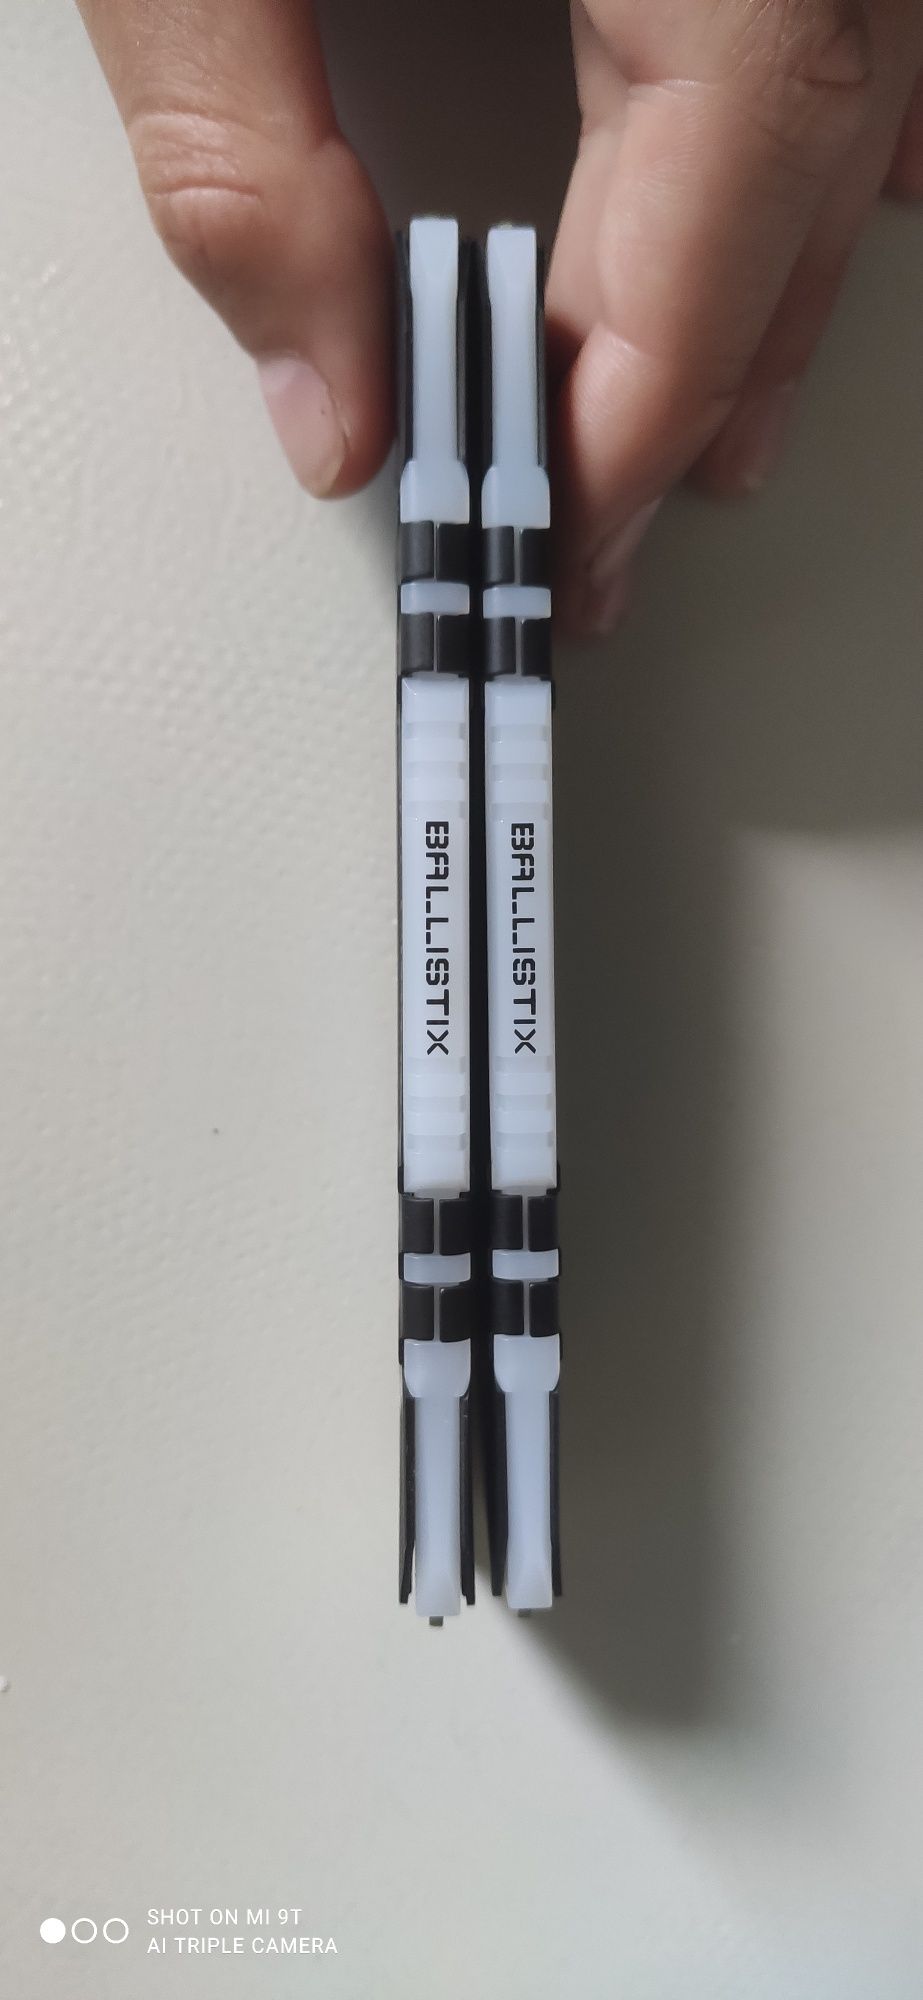 BALLISTIX
BALLISTIX
SHOT ON MI 9T
AI TRIPLE CAMERA